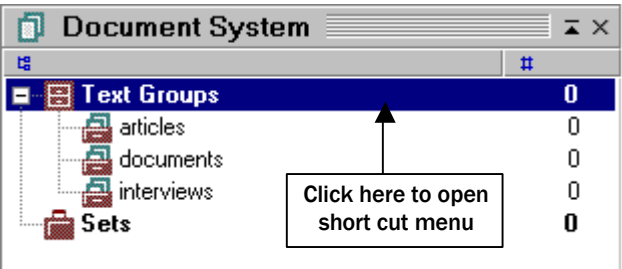 Document System
#
Text Groups 0
articles 0
documents 0
interviews 0
Click here to open
short cut menu
Sets 0